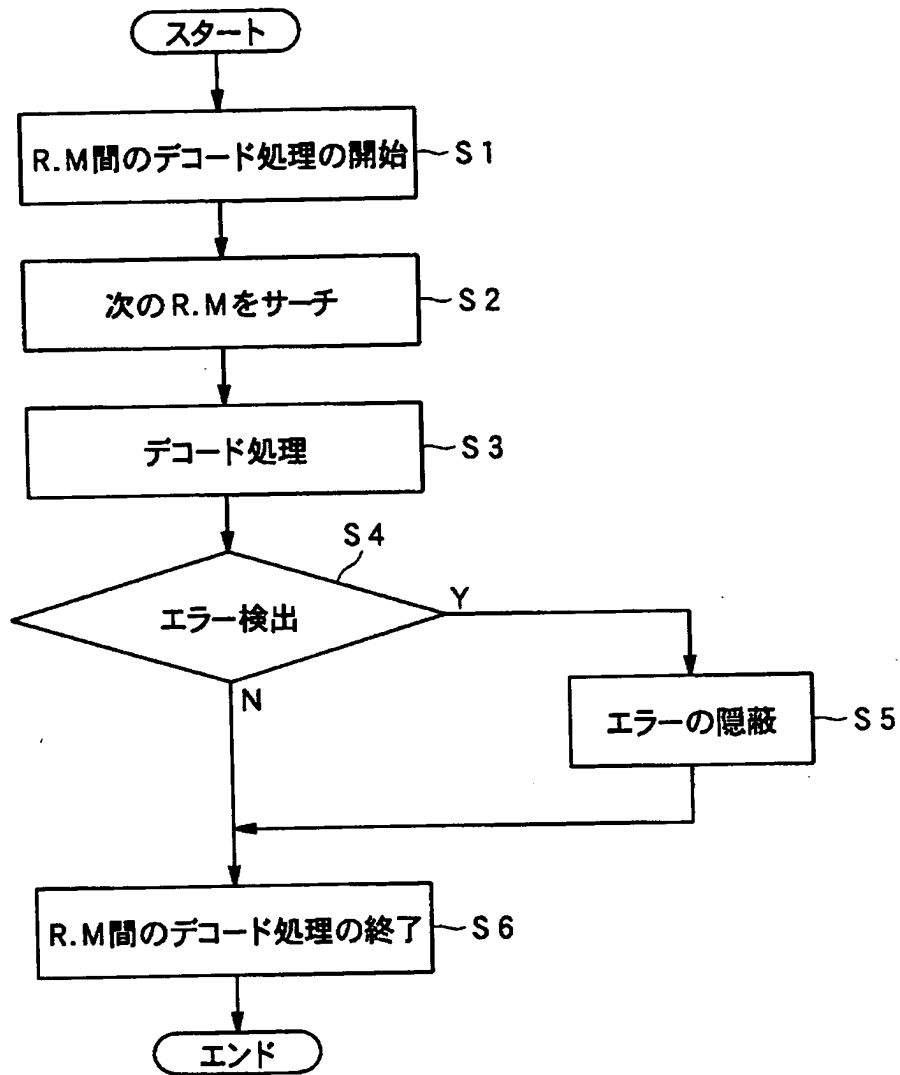 スタート
R.M間のデコード処理の開始
S1
次のR.Mをサーチ
S2
デコード処理
S3
S4
エラー検出
Y
N
エラーの隠蔽
S5
R.M間のデコード処理の終了
S6
エンド